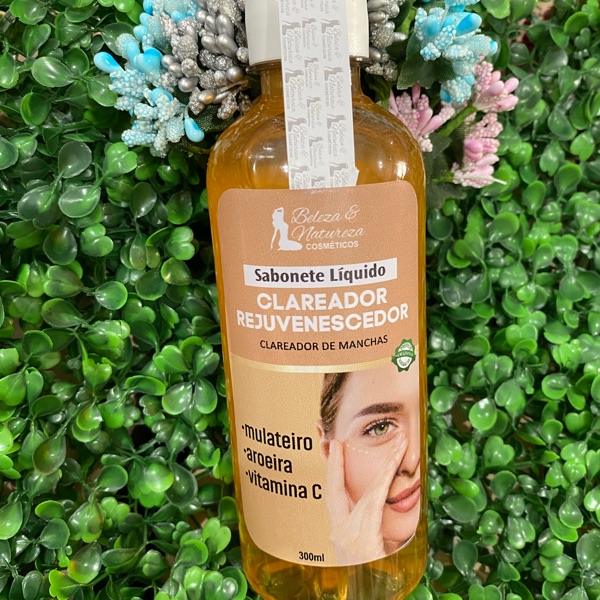 Beleza &
Natureza
COSMÉTICOS
Sabonete Líquido
CLAREADOR
REJUVENESCEDOR
CLAREADOR DE MANCHAS
•mulateiro
•aroeira
•vitamina C
300ml